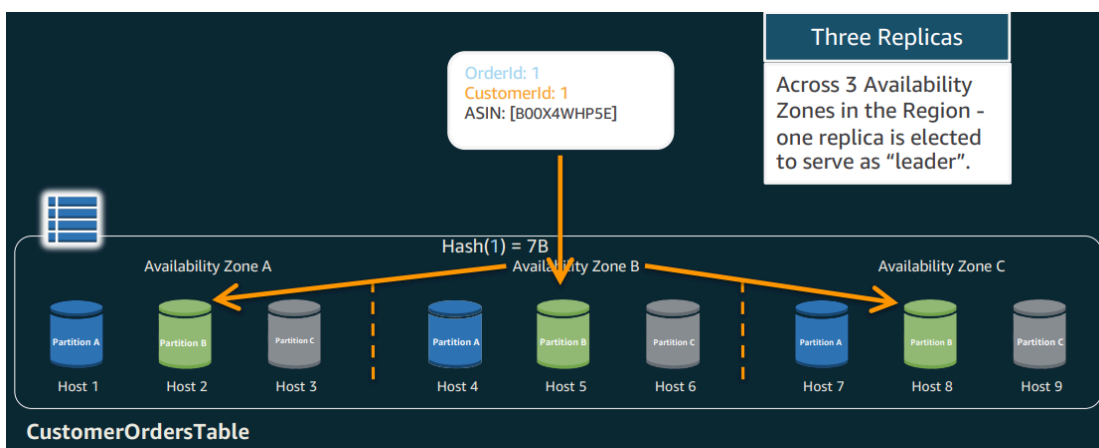 Three Replicas
Across 3 Availability
Zones in the Region -
one replica is elected
to serve as “leader”.
OrderId: 1
CustomerId: 1
ASIN: [B00X4WHP5E]
Hash(1) = 7B
Availability Zone A
Availability Zone B
Availability Zone C
Partition A
Partition B
Partition C
Partition A
Partition B
Partition C
Partition A
Partition B
Partition C
Host 1
Host 2
Host 3
Host 4
Host 5
Host 6
Host 7
Host 8
Host 9
CustomerOrdersTable